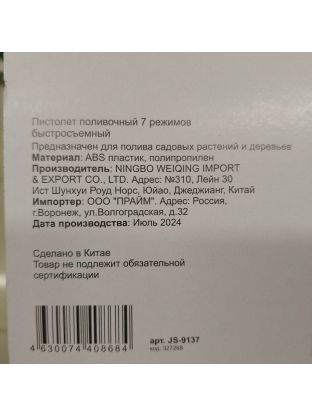 Пистолет поливочный 7 режимов
быстросъемный
Предназначен для полива садовых растений и деревьев
Материал: ABS пластик, полипропилен
Производитель: NINGBO WEIQING IMPORT
& EXPORT CO., LTD. Адрес: №310, Лейн 30
Ист Шунхуи Роуд Норс, Юйао, Джеджианг, Китай
Импортер: ООО "ПРАЙМ". Адрес: Россия,
г.Воронеж, ул.Волгоградская, д.32
Дата производства: Июль 2024
Сделано в Китае
Товар не подлежит обязательной
сертификации
4630074408684
арт. JS-9137
код: 327268